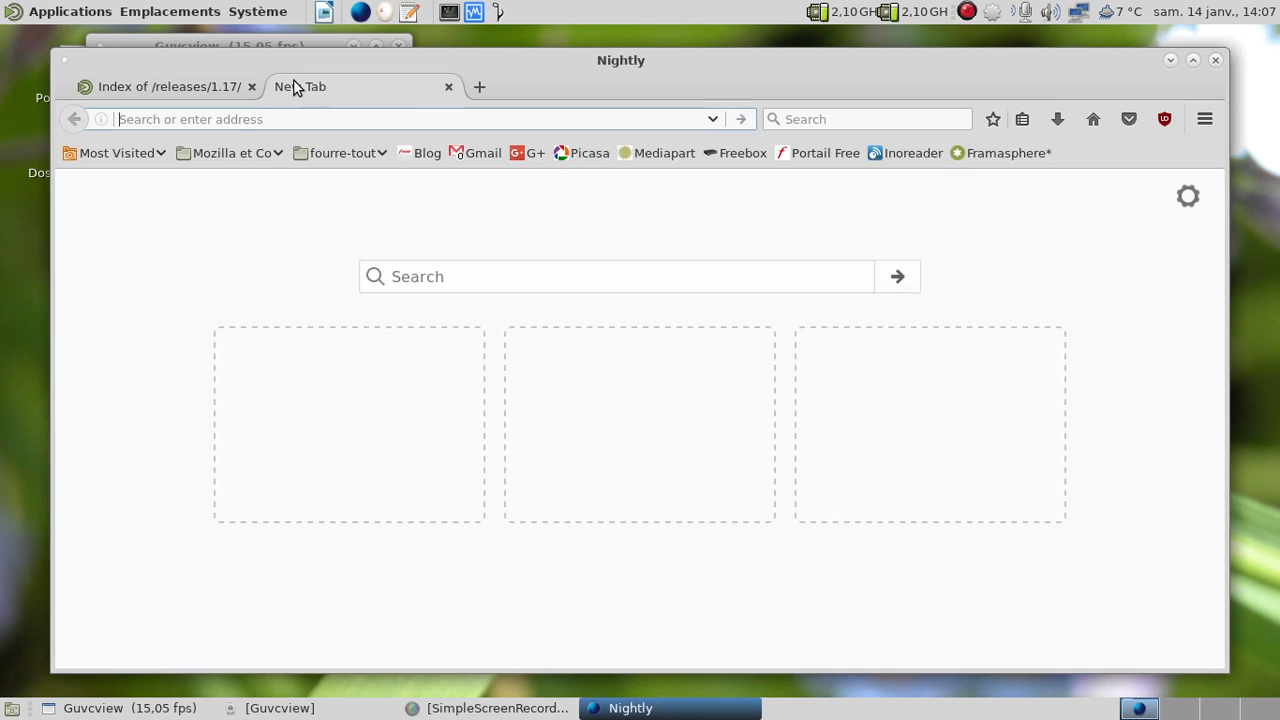 Applications Emplacements Système 2,10 GH 2,10 GH 7 °C sam. 14 janv., 14:07
Guvcview (15,05 fps)
Nightly
Index of /releases/1.17/ New Tab
Search or enter address Search
Most Visited Mozilla et Co fourre-tout Blog Gmail G+ Picasa Mediapart Freebox Portail Free Inoreader Framasphere*
Po
Dos
Search
Guvcview (15,05 fps) [Guvcview] [SimpleScreenRecord... Nightly